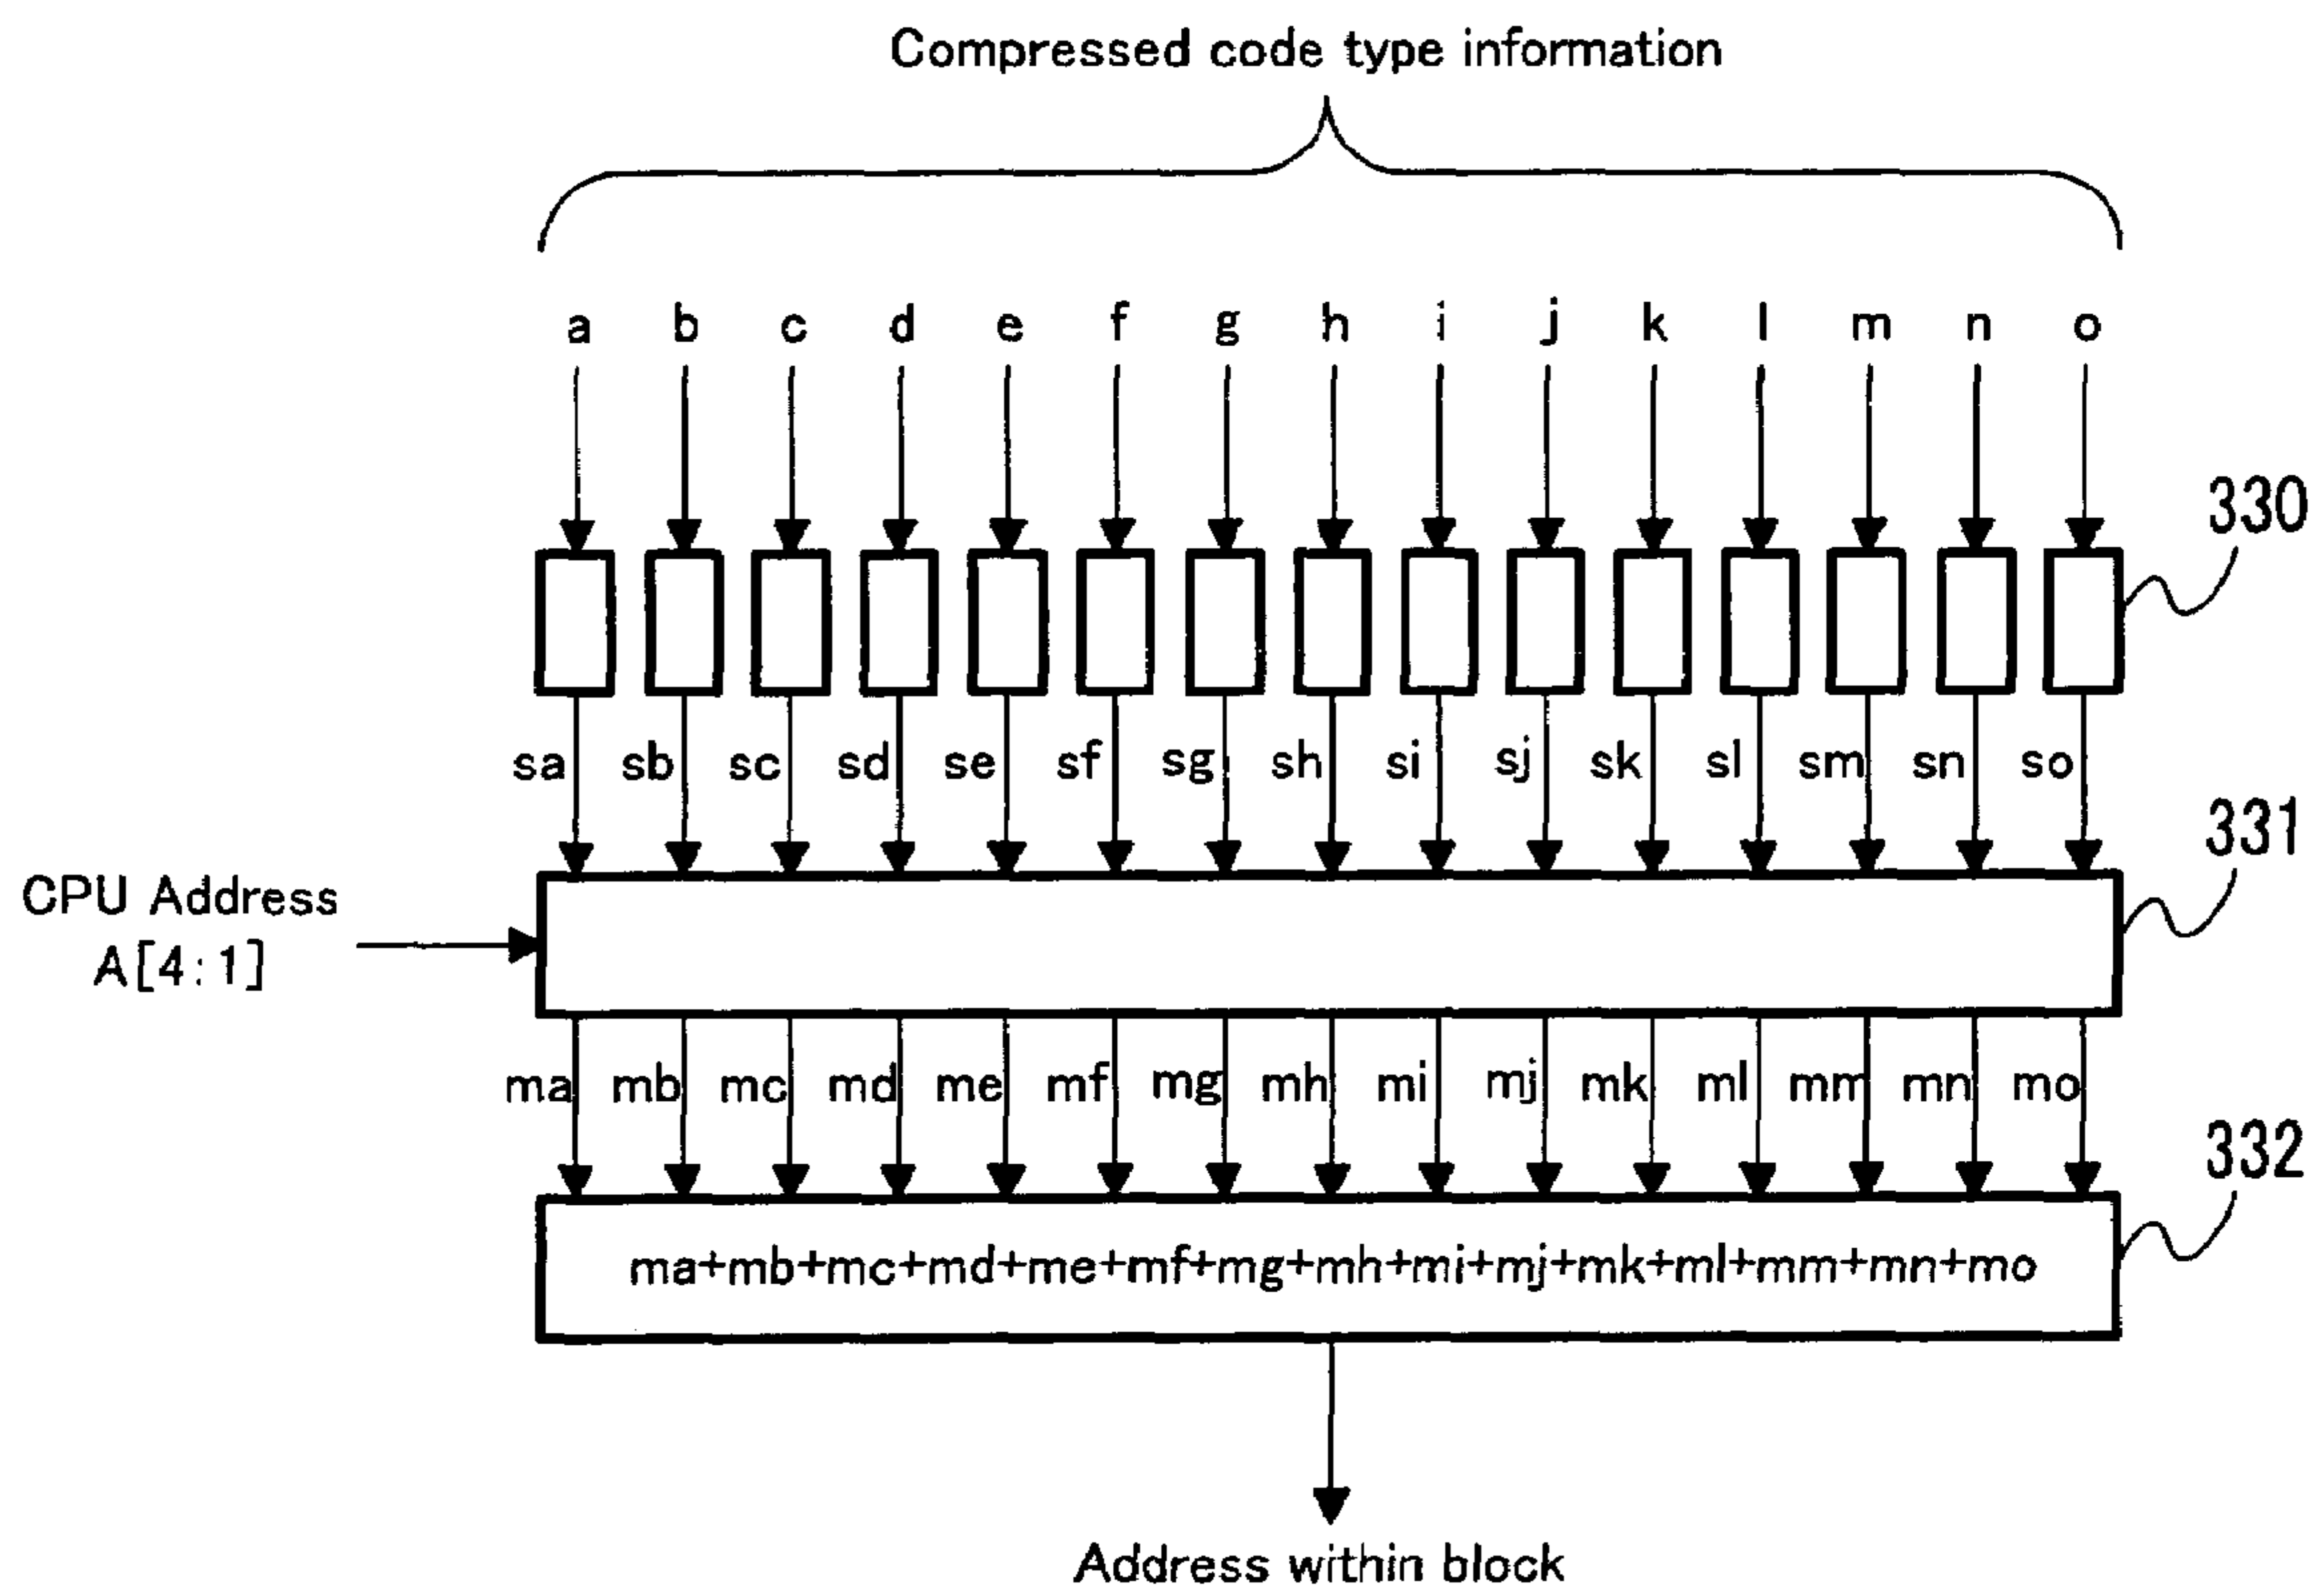 Compressed code type information
a b c d e f g h i j k l m n o
330
sa sb sc sd se sf sg sh si sj sk sl sm sn so
331
CPU Address
A[4:1]
ma mb mc md me mf mg mh mi mj mk ml mm mn mo
332
ma+mb+mc+md+me+mf+mg+mh+mi+mj+mk+ml+mm+mn+mo
Address within block